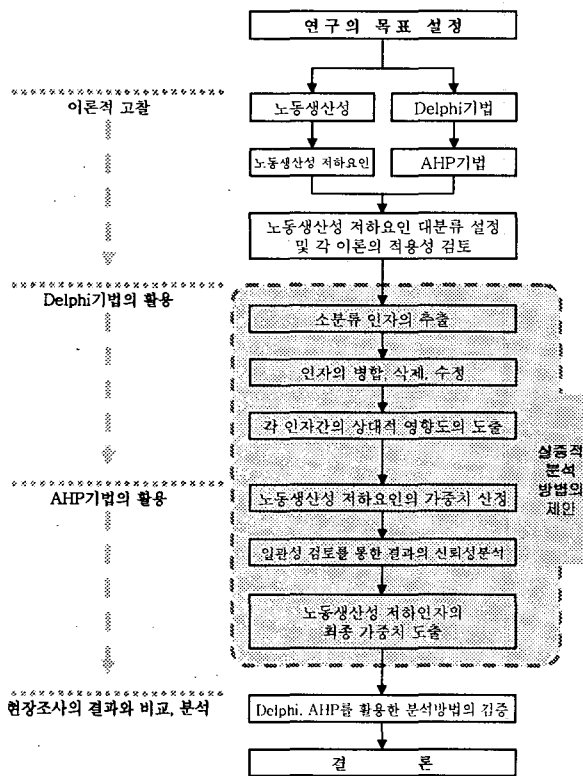 연구의 목표 설정
이론적 고찰
노동생산성
Delphi기법
노동생산성 저하요인
AHP기법
노동생산성 저하요인 대분류 설정
및 각 이론의 적용성 검토
Delphi기법의 활용
소분류 인자의 추출
인자의 병합, 삭제, 수정
각 인자간의 상대적 영향도의 도출
실증적
분석
방법의
제안
AHP기법의 활용
노동생산성 저하요인의 가중치 산정
일관성 검토를 통한 결과의 신뢰성분석
노동생산성 저하인자의
최종 가중치 도출
현장조사의 결과와 비교, 분석
Delphi, AHP를 활용한 분석방법의 검증
결 론